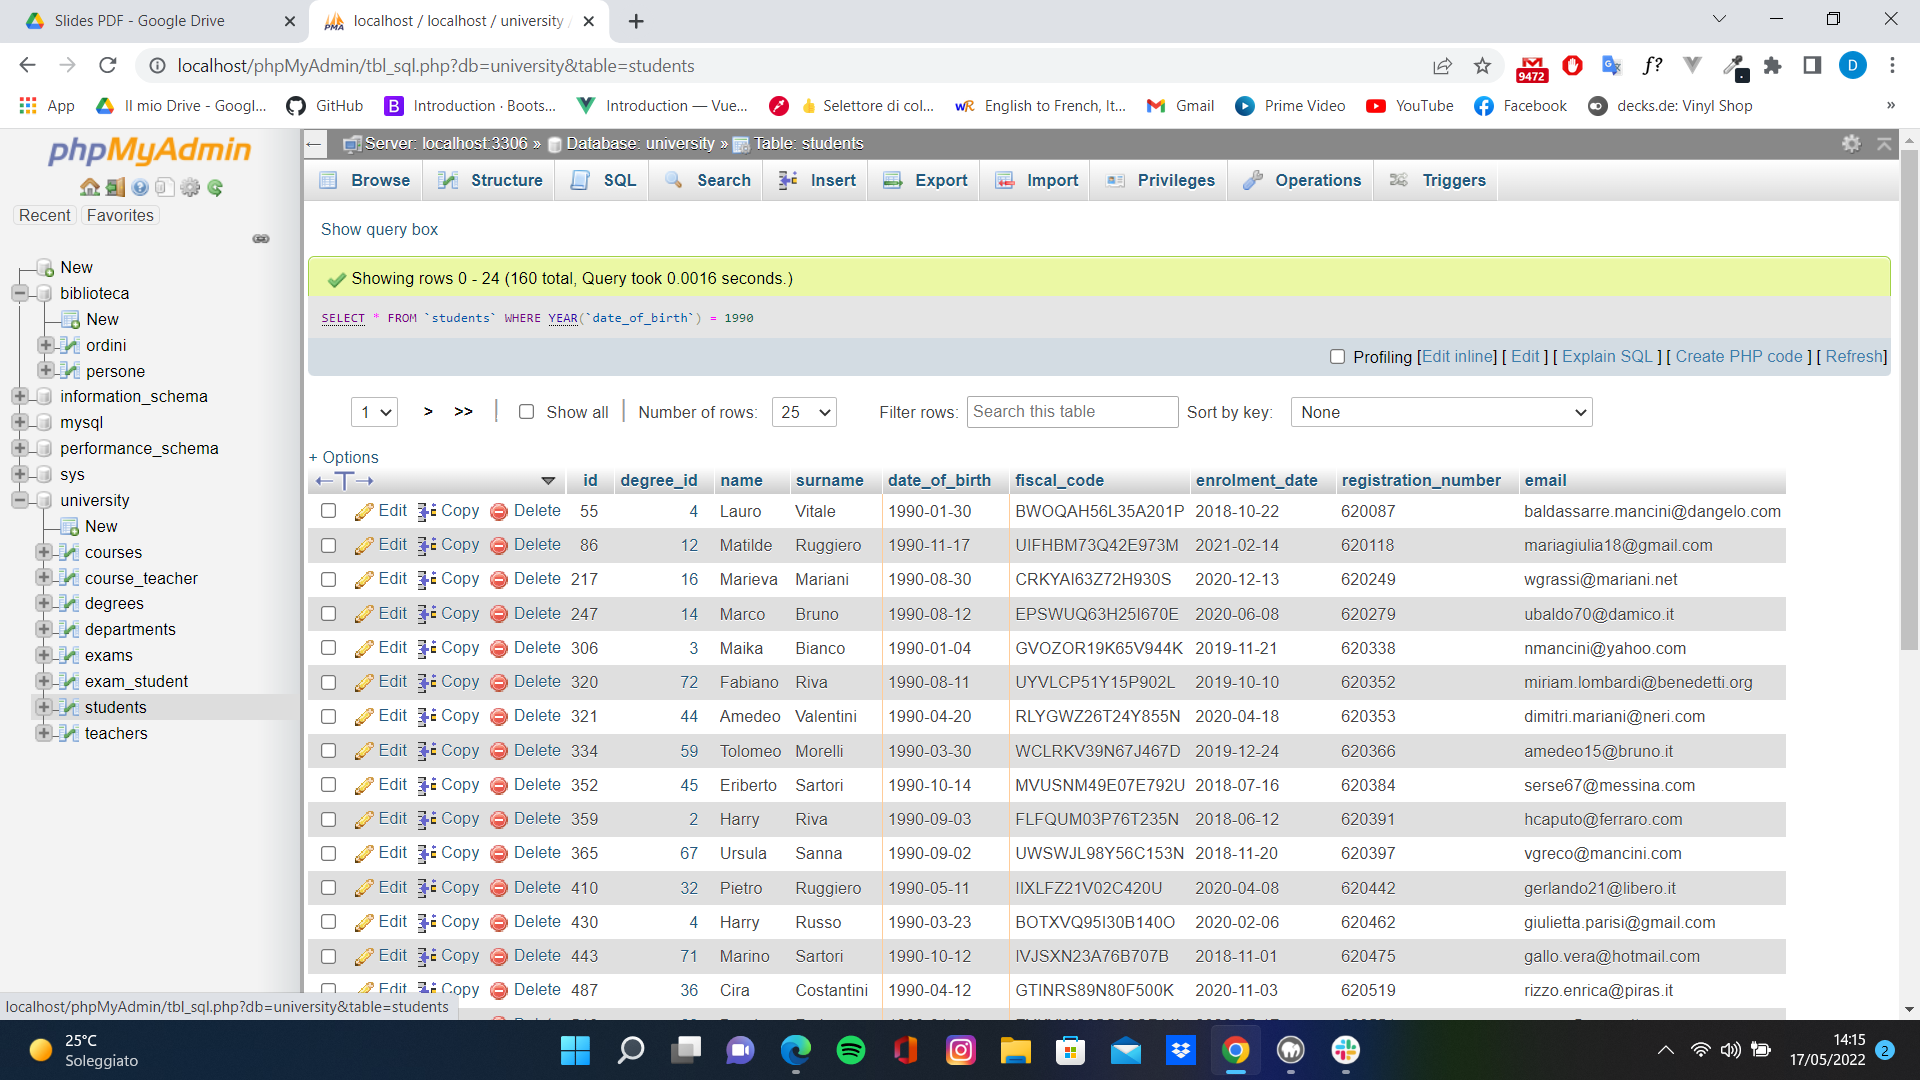 Slides PDF - Google Drive
localhost / localhost / university /
localhost/phpMyAdmin/tbl_sql.php?db=university&table=students
9472
f?
D
App
Il mio Drive - Googl...
GitHub
Introduction · Boots...
Introduction — Vue...
Selettore di col...
English to French, It...
Gmail
Prime Video
YouTube
Facebook
decks.de: Vinyl Shop
»
phpMyAdmin
Recent Favorites
New
biblioteca
New
ordini
persone
information_schema
mysql
performance_schema
sys
university
New
courses
course_teacher
degrees
departments
exams
exam_student
students
teachers
Server: localhost:3306 » Database: university » Table: students
Browse Structure SQL Search Insert Export Import Privileges Operations Triggers
Show query box
Showing rows 0 - 24 (160 total, Query took 0.0016 seconds.)
SELECT * FROM `students` WHERE YEAR(`date_of_birth`) = 1990
Profiling [Edit inline] [ Edit ] [ Explain SQL ] [ Create PHP code ] [ Refresh]
1 > >> | Show all | Number of rows: 25 Filter rows: Search this table Sort by key: None
+ Options
←T→ id degree_id name surname date_of_birth fiscal_code enrolment_date registration_number email
Edit Copy Delete 55 4 Lauro Vitale 1990-01-30 BWOQAH56L35A201P 2018-10-22 620087 baldassarre.mancini@dangelo.com
Edit Copy Delete 86 12 Matilde Ruggiero 1990-11-17 UIFHBM73Q42E973M 2021-02-14 620118 mariagiulia18@gmail.com
Edit Copy Delete 217 16 Marieva Mariani 1990-08-30 CRKYAI63Z72H930S 2020-12-13 620249 wgrassi@mariani.net
Edit Copy Delete 247 14 Marco Bruno 1990-08-12 EPSWUQ63H25I670E 2020-06-08 620279 ubaldo70@damico.it
Edit Copy Delete 306 3 Maika Bianco 1990-01-04 GVOZOR19K65V944K 2019-11-21 620338 nmancini@yahoo.com
Edit Copy Delete 320 72 Fabiano Riva 1990-08-11 UYVLCP51Y15P902L 2019-10-10 620352 miriam.lombardi@benedetti.org
Edit Copy Delete 321 44 Amedeo Valentini 1990-04-20 RLYGWZ26T24Y855N 2020-04-18 620353 dimitri.mariani@neri.com
Edit Copy Delete 334 59 Tolomeo Morelli 1990-03-30 WCLRKV39N67J467D 2019-12-24 620366 amedeo15@bruno.it
Edit Copy Delete 352 45 Eriberto Sartori 1990-10-14 MVUSNM49E07E792U 2018-07-16 620384 serse67@messina.com
Edit Copy Delete 359 2 Harry Riva 1990-09-03 FLFQUM03P76T235N 2018-06-12 620391 hcaputo@ferraro.com
Edit Copy Delete 365 67 Ursula Sanna 1990-09-02 UWSWJL98Y56C153N 2018-11-20 620397 vgreco@mancini.com
Edit Copy Delete 410 32 Pietro Ruggiero 1990-05-11 IIXLFZ21V02C420U 2020-04-08 620442 gerlando21@libero.it
Edit Copy Delete 430 4 Harry Russo 1990-03-23 BOTXVQ95I30B140O 2020-02-06 620462 giulietta.parisi@gmail.com
Edit Copy Delete 443 71 Marino Sartori 1990-10-12 IVJSXN23A76B707B 2018-11-01 620475 gallo.vera@hotmail.com
Edit Copy Delete 487 36 Cira Costantini 1990-04-12 GTINRS89N80F500K 2020-11-03 620519 rizzo.enrica@piras.it
localhost/phpMyAdmin/tbl_sql.php?db=university&table=students
25°C
Soleggiato
14:15
17/05/2022
2